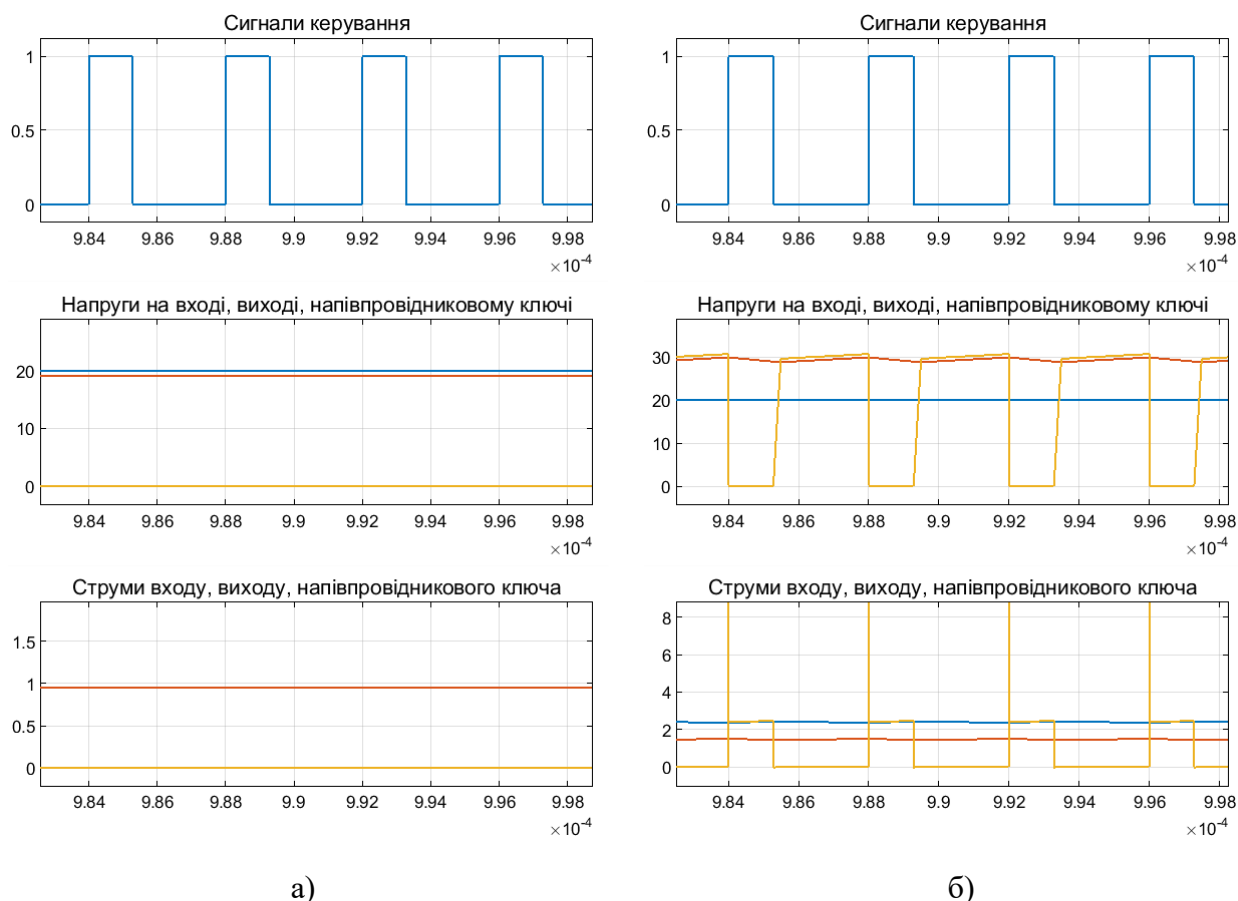 Сигнали керування
1
0.5
0
9.84 9.86 9.88 9.9 9.92 9.94 9.96 9.98
×10-4
Напруги на вході, виході, напівпровідниковому ключі
20
10
0
9.84 9.86 9.88 9.9 9.92 9.94 9.96 9.98
×10-4
Струми входу, виходу, напівпровідникового ключа
1.5
1
0.5
0
9.84 9.86 9.88 9.9 9.92 9.94 9.96 9.98
×10-4
а)
Сигнали керування
1
0.5
0
9.84 9.86 9.88 9.9 9.92 9.94 9.96 9.98
×10-4
Напруги на вході, виході, напівпровідниковому ключі
30
20
10
0
9.84 9.86 9.88 9.9 9.92 9.94 9.96 9.98
×10-4
Струми входу, виходу, напівпровідникового ключа
8
6
4
2
0
9.84 9.86 9.88 9.9 9.92 9.94 9.96 9.98
×10-4
б)